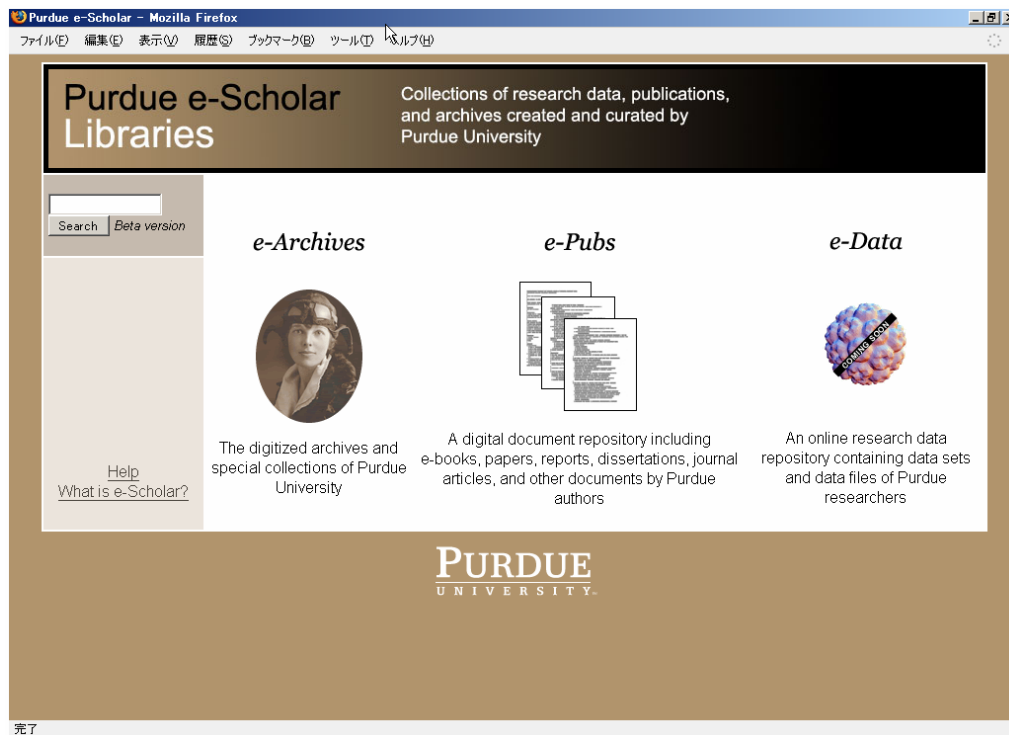 Purdue e-Scholar - Mozilla Firefox
ファイル(F) 編集(E) 表示(V) 履歴(S) ブックマーク(B) ツール(T) ヘルプ(H)
Purdue e-Scholar
Libraries
Collections of research data, publications,
and archives created and curated by
Purdue University
Search Beta version
e-Archives
The digitized archives and
special collections of Purdue
University
e-Pubs
A digital document repository including
e-books, papers, reports, dissertations, journal
articles, and other documents by Purdue
authors
e-Data
COMING SOON
An online research data
repository containing data sets
and data files of Purdue
researchers
Help
What is e-Scholar?
PURDUE
UNIVERSITY
完了